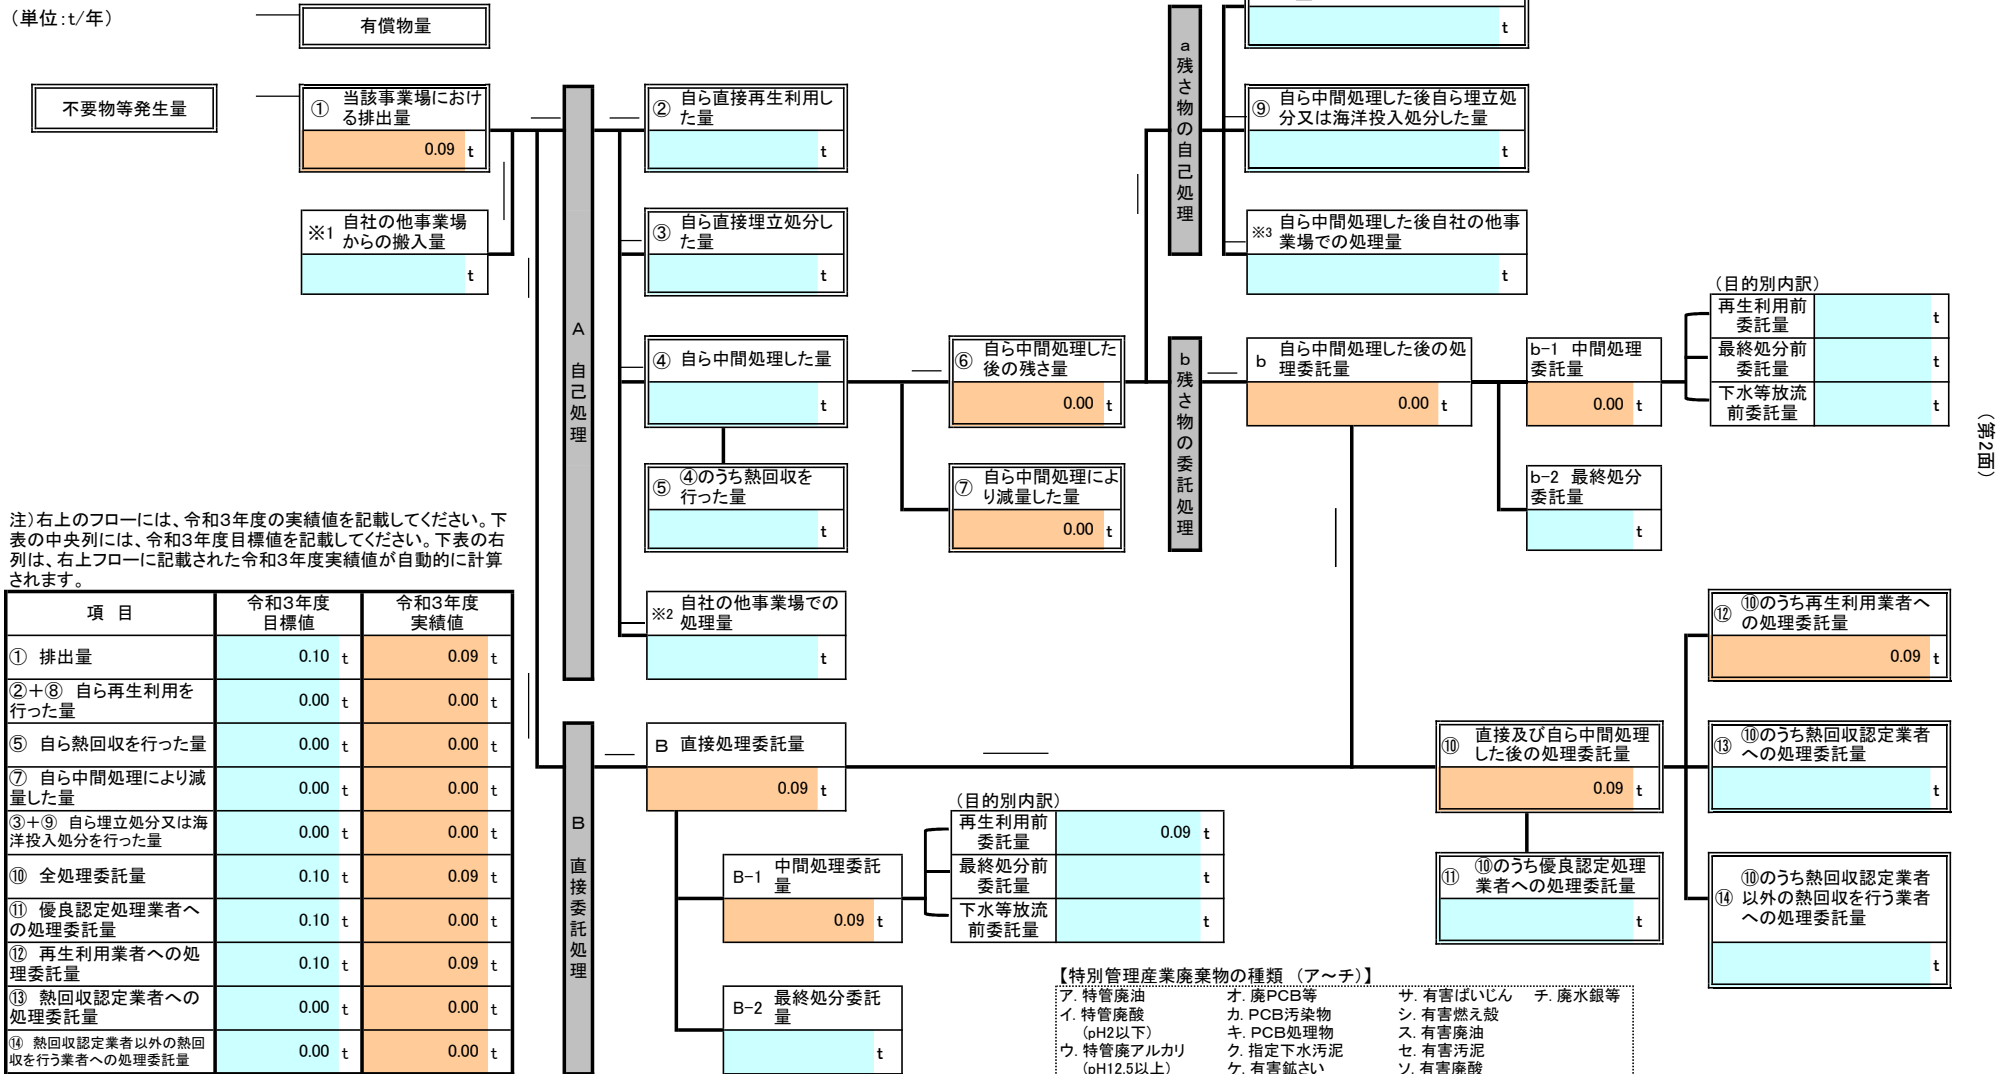 (単位:t/年)
有償物量
不要物等発生量
① 当該事業場におけ
る排出量
0.09 t
※1 自社の他事業場
からの搬入量
t
A 自己処理
② 自ら直接再生利用し
た量
t
③ 自ら直接埋立処分し
た量
t
④ 自ら中間処理した量
t
⑤ ④のうち熱回収を
行った量
t
※2 自社の他事業場での
処理量
t
⑥ 自ら中間処理した
後の残さ量
0.00 t
⑦ 自ら中間処理によ
り減量した量
0.00 t
a 残さ物の自己処理
t
⑨ 自ら中間処理した後自ら埋立処
分又は海洋投入処分した量
t
※3 自ら中間処理した後自社の他事
業場での処理量
t
b 残さ物の委託処理
b 自ら中間処理した後の処
理委託量
0.00 t
b-1 中間処理
委託量
0.00 t
b-2 最終処分
委託量
t
(目的別内訳)
再生利用前
委託量
t
最終処分前
委託量
t
下水等放流
前委託量
t
(第2面)
注)右上のフローには、令和3年度の実績値を記載してください。下
表の中央列には、令和3年度目標値を記載してください。下表の右
列は、右上フローに記載された令和3年度実績値が自動的に計算
されます。
項 目 令和3年度 令和3年度
目標値 実績値
① 排出量 0.10 t 0.09 t
②+⑧ 自ら再生利用を
行った量 0.00 t 0.00 t
⑤ 自ら熱回収を行った量 0.00 t 0.00 t
⑦ 自ら中間処理により減
量した量 0.00 t 0.00 t
③+⑨ 自ら埋立処分又は海
洋投入処分を行った量 0.00 t 0.00 t
⑩ 全処理委託量 0.10 t 0.09 t
⑪ 優良認定処理業者へ
の処理委託量 0.10 t 0.00 t
⑫ 再生利用業者への処
理委託量 0.10 t 0.09 t
⑬ 熱回収認定業者への
処理委託量 0.00 t 0.00 t
⑭ 熱回収認定業者以外の熱回
収を行う業者への処理委託量 0.00 t 0.00 t
B 直接委託処理
B 直接処理委託量
0.09 t
B-1 中間処理委託
量
0.09 t
B-2 最終処分委託
量
t
(目的別内訳)
再生利用前
委託量
0.09 t
最終処分前
委託量
t
下水等放流
前委託量
t
⑩ 直接及び自ら中間処理
した後の処理委託量
0.09 t
⑪ ⑩のうち優良認定処理
業者への処理委託量
t
⑫ ⑩のうち再生利用業者へ
の処理委託量
0.09 t
⑬ ⑩のうち熱回収認定業者
への処理委託量
t
⑭ ⑩のうち熱回収認定業者
以外の熱回収を行う業者
への処理委託量
t
【特別管理産業廃棄物の種類 (ア~チ)】
ア. 特管廃油 オ. 廃PCB等 サ. 有害ばいじん チ. 廃水銀等
イ. 特管廃酸 カ. PCB汚染物 シ. 有害燃え殻
(pH2以下) キ. PCB処理物 ス. 有害廃油
ウ. 特管廃アルカリ ク. 指定下水汚泥 セ. 有害汚泥
(pH12.5以上) ケ. 有害鉱さい ソ. 有害廃酸